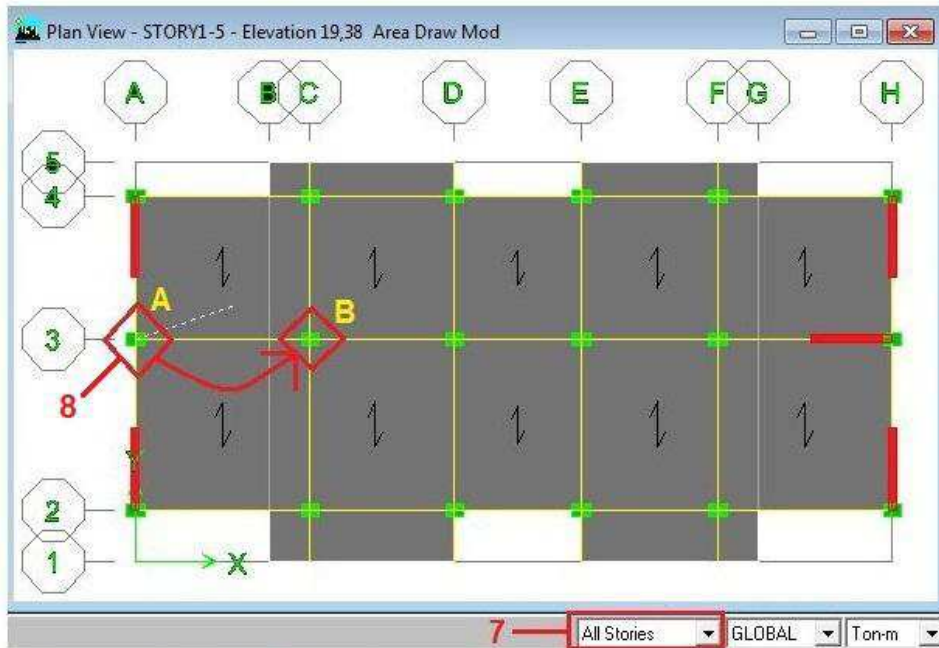 Plan View - STORY1-5 - Elevation 19,38 Area Draw Mod
A B C D E F G H
5
4
A
B
3
8
Y
2
1
X
7
All Stories
GLOBAL
Ton-m